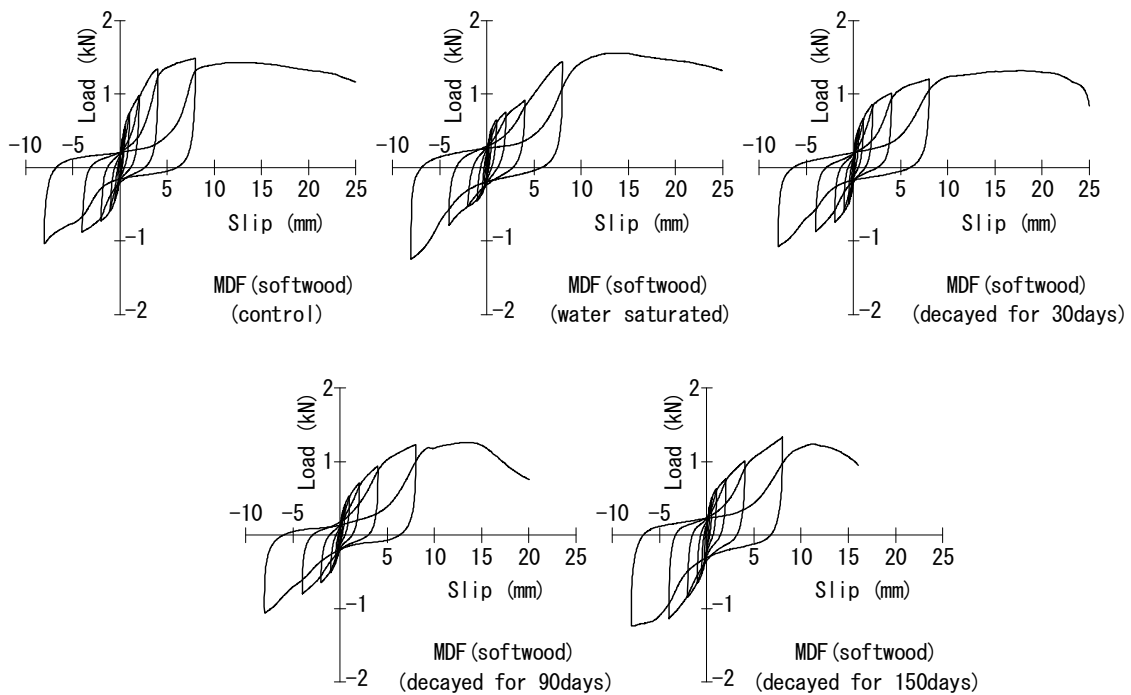 2
Load (kN)
1
-10
-5
5
10
15
20
25
Slip (mm)
-1
-2
MDF(softwood)
(control)
2
Load (kN)
1
-10
-5
5
10
15
20
25
Slip (mm)
-1
-2
MDF(softwood)
(water saturated)
2
Load (kN)
1
-10
-5
5
10
15
20
25
Slip (mm)
-1
-2
MDF(softwood)
(decayed for 30days)
2
Load (kN)
1
-10
-5
5
10
15
20
25
Slip (mm)
-1
-2
MDF(softwood)
(decayed for 90days)
2
Load (kN)
1
-10
-5
5
10
15
20
25
Slip (mm)
-1
-2
MDF(softwood)
(decayed for 150days)